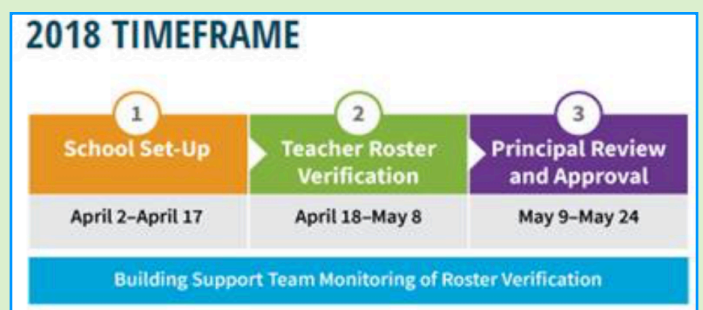 2018 TIMEFRAME
1
School Set-Up
April 2–April 17
2
Teacher Roster
Verification
April 18–May 8
3
Principal Review
and Approval
May 9–May 24
Building Support Team Monitoring of Roster Verification